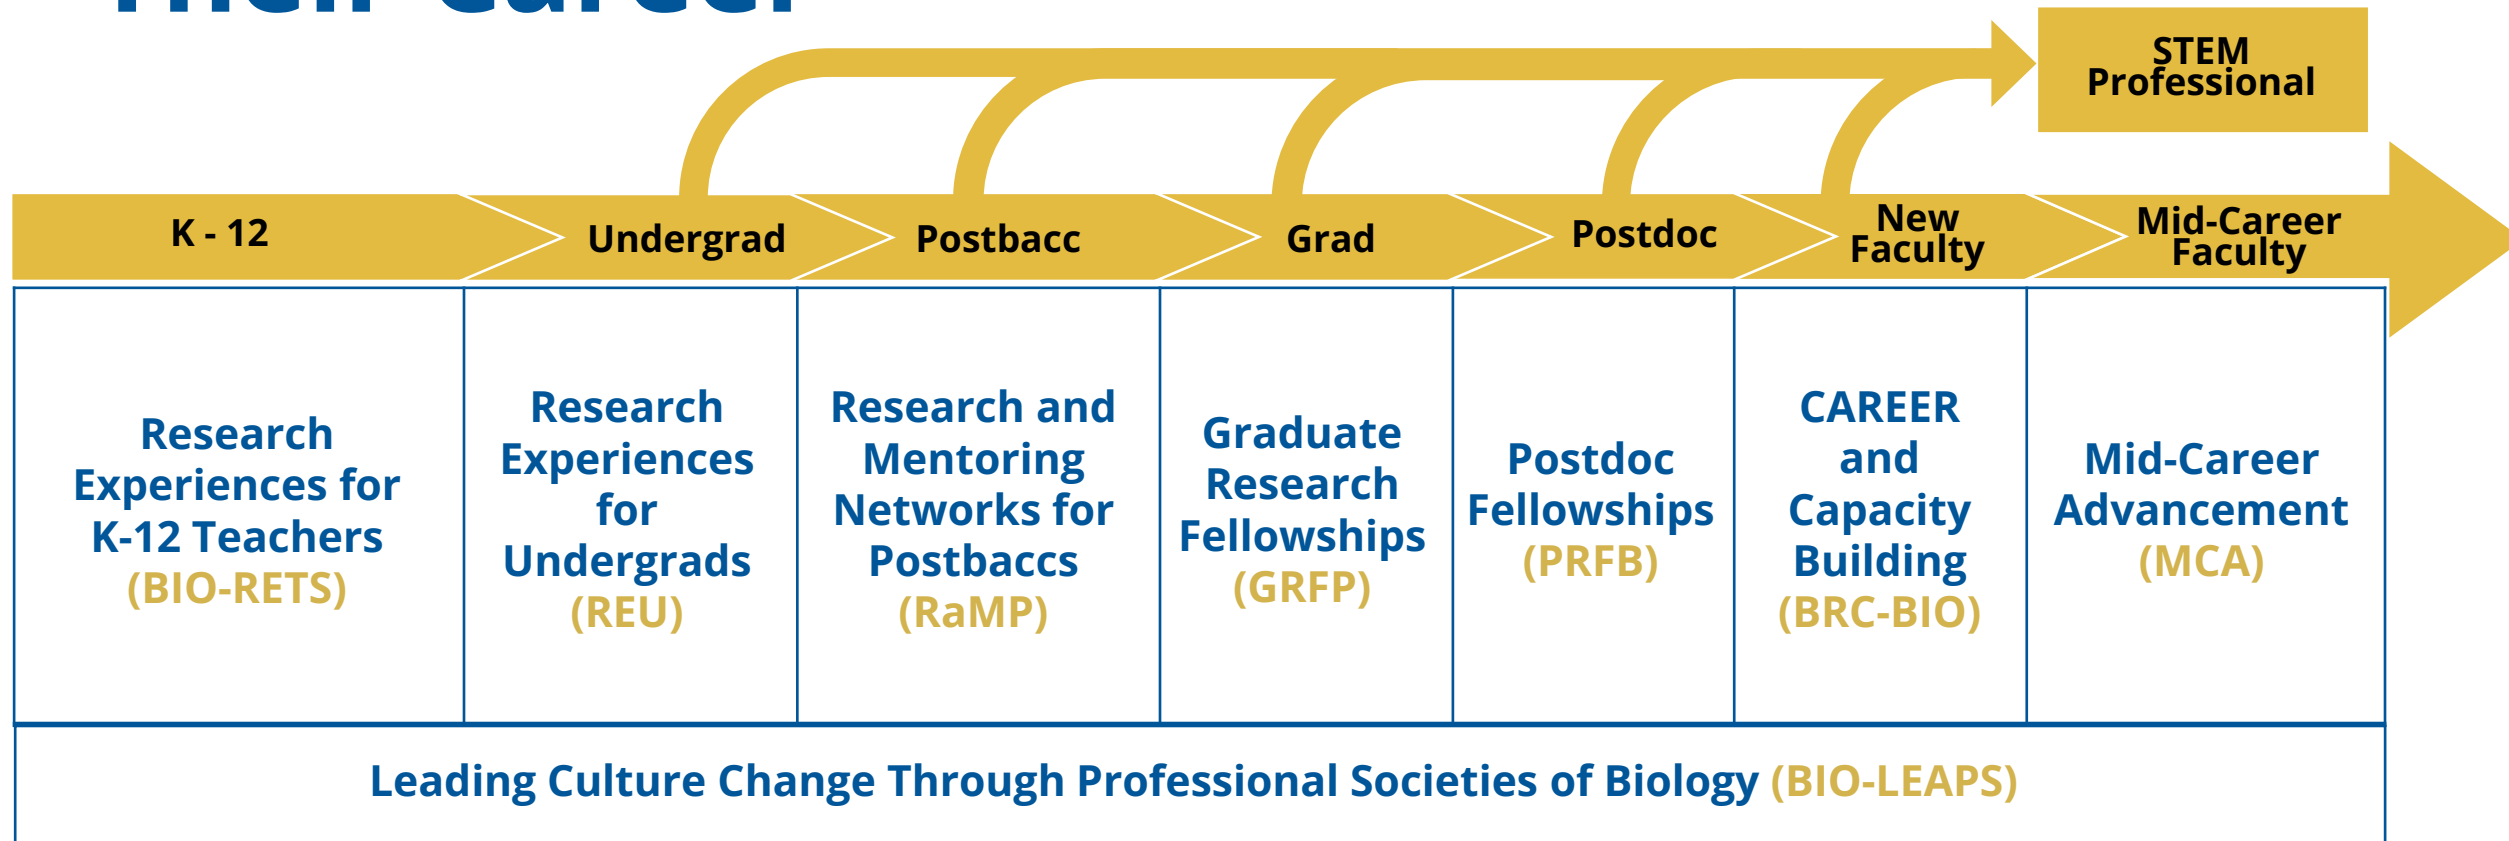 Their Career
STEM
Professional
K - 12
Undergrad
Postbacc
Grad
Postdoc
New
Faculty
Mid-Career
Faculty
Research
Experiences for
K-12 Teachers
(BIO-RETS)
Research
Experiences
for
Undergrads
(REU)
Research and
Mentoring
Networks for
Postbaccs
(RaMP)
Graduate
Research
Fellowships
(GRFP)
Postdoc
Fellowships
(PRFB)
CAREER
and
Capacity
Building
(BRC-BIO)
Mid-Career
Advancement
(MCA)
Leading Culture Change Through Professional Societies of Biology (BIO-LEAPS)